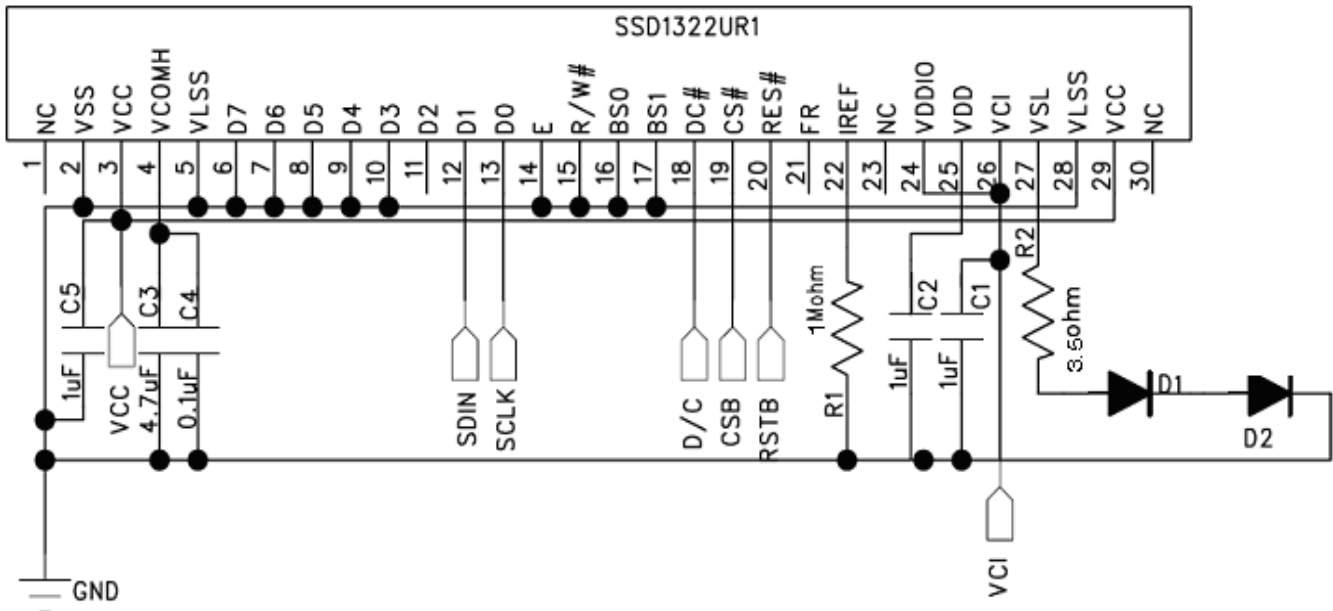 SSD1322UR1
NC
VSS
VCC
VCOMH
VLSS
D7
D6
D5
D4
D3
D2
D1
D0
E
R/W#
BS0
BS1
DC#
CS#
RES#
FR
IREF
NC
VDDIO
VDD
VCI
VSL
VLSS
VCC
NC
1
2
3
4
5
6
7
8
9
10
11
12
13
14
15
16
17
18
19
20
21
22
23
24
25
26
27
28
29
30
C5
1uF
VCC
C3
4.7uF
C4
0.1uF
SDIN
SCLK
D/C
CSB
RSTB
1Mohm
R1
C2
1uF
C1
1uF
R2
3.5ohm
D1
D2
VCI
GND